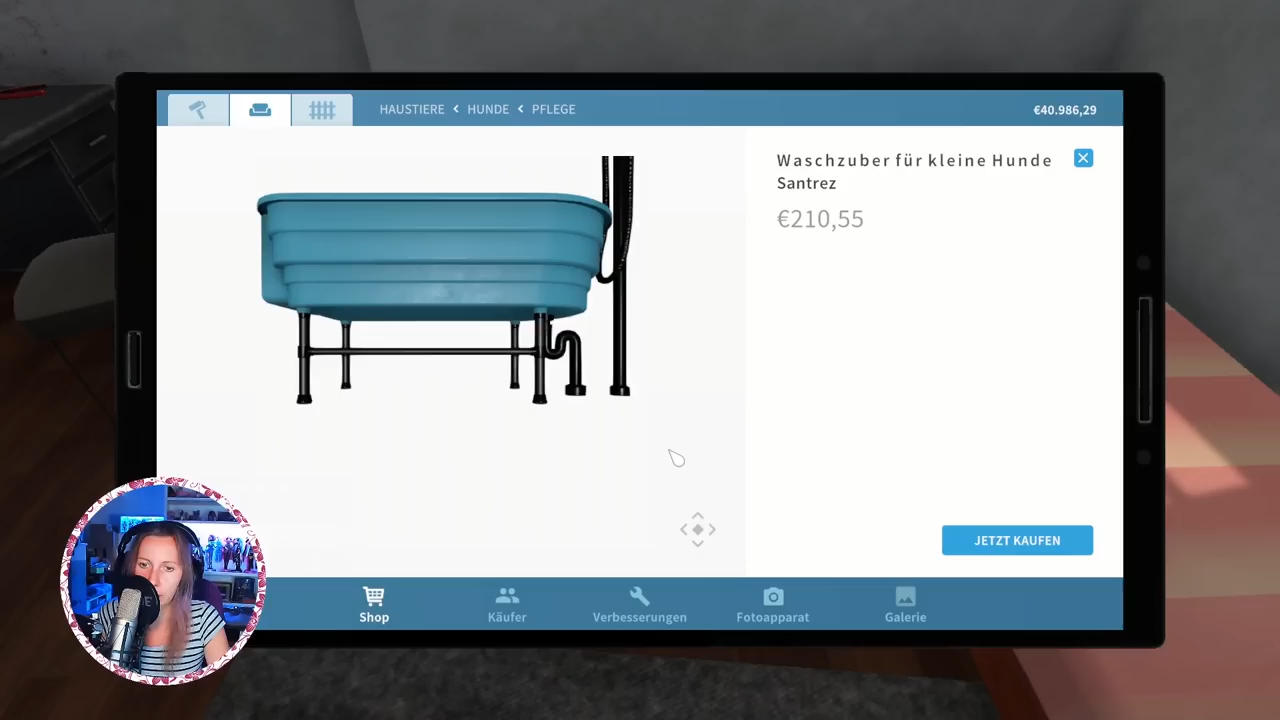 HAUSTIERE < HUNDE < PFLEGE
€40.986,29
Waschzuber für kleine Hunde
Santrez
€210,55
JETZT KAUFEN
Shop
Käufer
Verbesserungen
Fotoapparat
Galerie